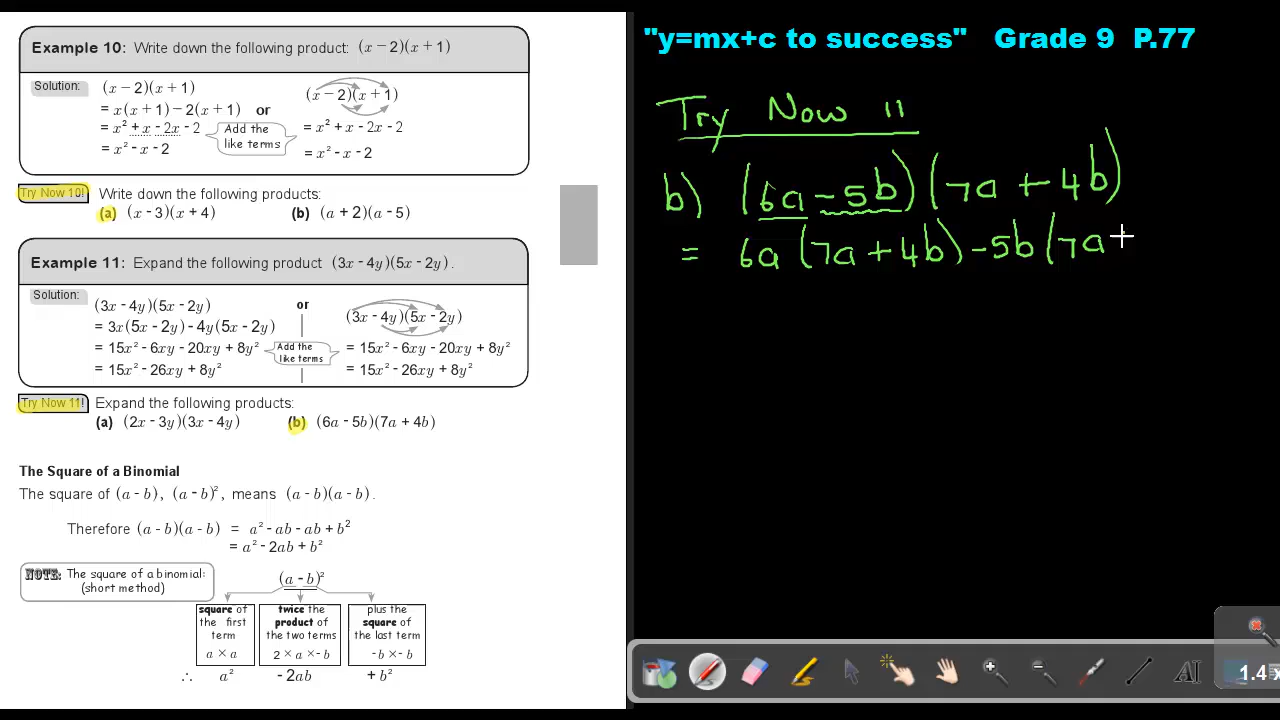 Example 10: Write down the following product: (x − 2)(x + 1)
Solution:
(x − 2)(x + 1)
= x(x + 1) − 2(x + 1) or
= x² + x - 2x - 2
= x² - x - 2
Add the
like terms
(x − 2)(x + 1)
= x² + x - 2x - 2
= x² - x - 2
Try Now 10! Write down the following products:
(a) (x - 3)(x + 4) (b) (a + 2)(a - 5)
Example 11: Expand the following product (3x - 4y)(5x - 2y).
Solution:
(3x - 4y)(5x - 2y)
= 3x(5x - 2y) - 4y(5x - 2y)
= 15x² - 6xy - 20xy + 8y²
= 15x² - 26xy + 8y²
or
Add the
like terms
(3x - 4y)(5x - 2y)
= 15x² - 6xy - 20xy + 8y²
= 15x² - 26xy + 8y²
Try Now 11! Expand the following products:
(a) (2x - 3y)(3x - 4y) (b) (6a - 5b)(7a + 4b)
The Square of a Binomial
The square of (a - b), (a - b)², means (a - b)(a - b).
Therefore (a - b)(a - b) = a² - ab - ab + b²
= a² - 2ab + b²
NOTE: The square of a binomial:
(short method)
(a - b)²
square of
the first
term
a × a
twice the
product of
the two terms
2 × a × - b
plus the
square of
the last term
-b × - b
∴ a² - 2ab + b²
"y=mx+c to success" Grade 9 P.77
Try Now 11
b) (6a − 5b)(7a + 4b)
= 6a(7a + 4b) − 5b(7a +
AI
1.4 x